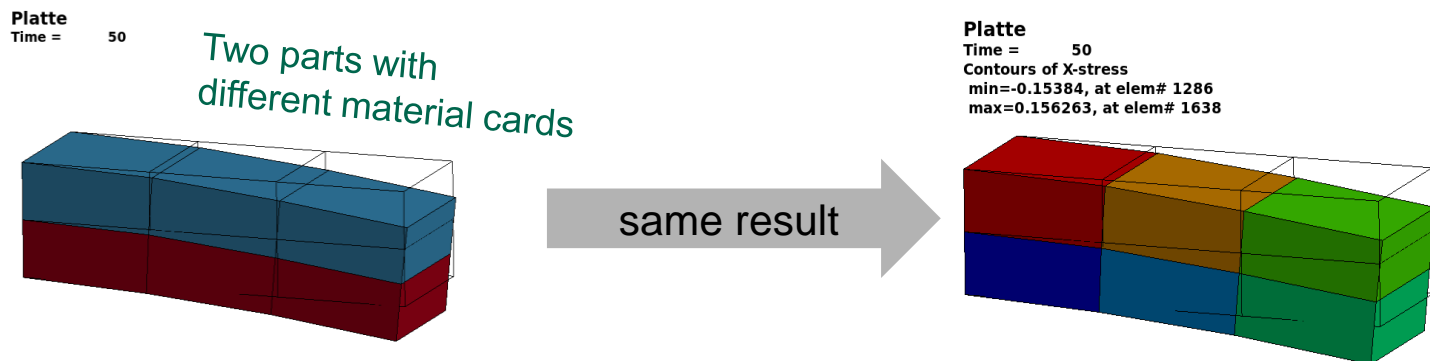 Platte
Time = 50
Two parts with
different material cards
same result
Platte
Time = 50
Contours of X-stress
min=-0.15384, at elem# 1286
max=0.156263, at elem# 1638